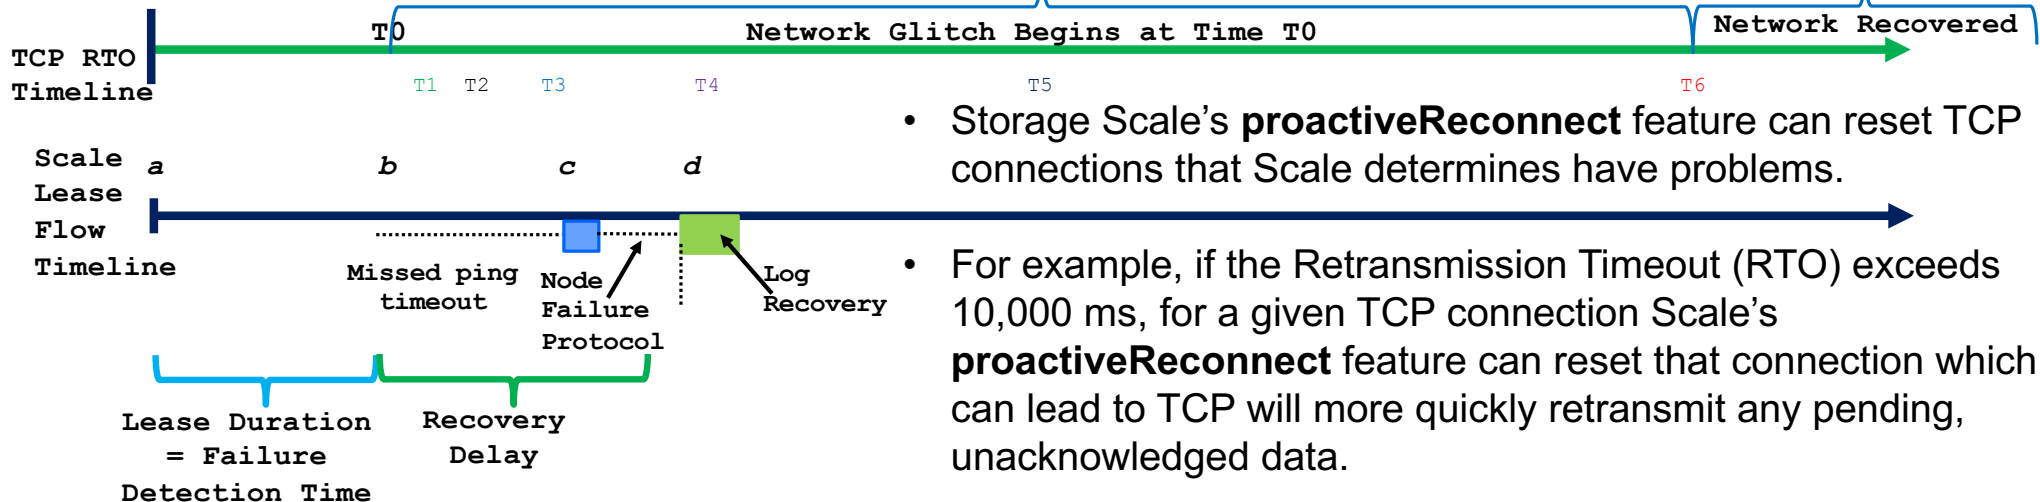 T0
Network Glitch Begins at Time T0
Network Recovered
TCP RTO
Timeline
T1 T2 T3 T4 T5 T6
• Storage Scale’s proactiveReconnect feature can reset TCP
connections that Scale determines have problems.
Scale
Lease
Flow
Timeline
a b c d
Missed ping
timeout
Node
Failure
Protocol
Log
Recovery
• For example, if the Retransmission Timeout (RTO) exceeds
10,000 ms, for a given TCP connection Scale’s
proactiveReconnect feature can reset that connection which
can lead to TCP will more quickly retransmit any pending,
unacknowledged data.
Lease Duration
= Failure
Detection Time
Recovery
Delay